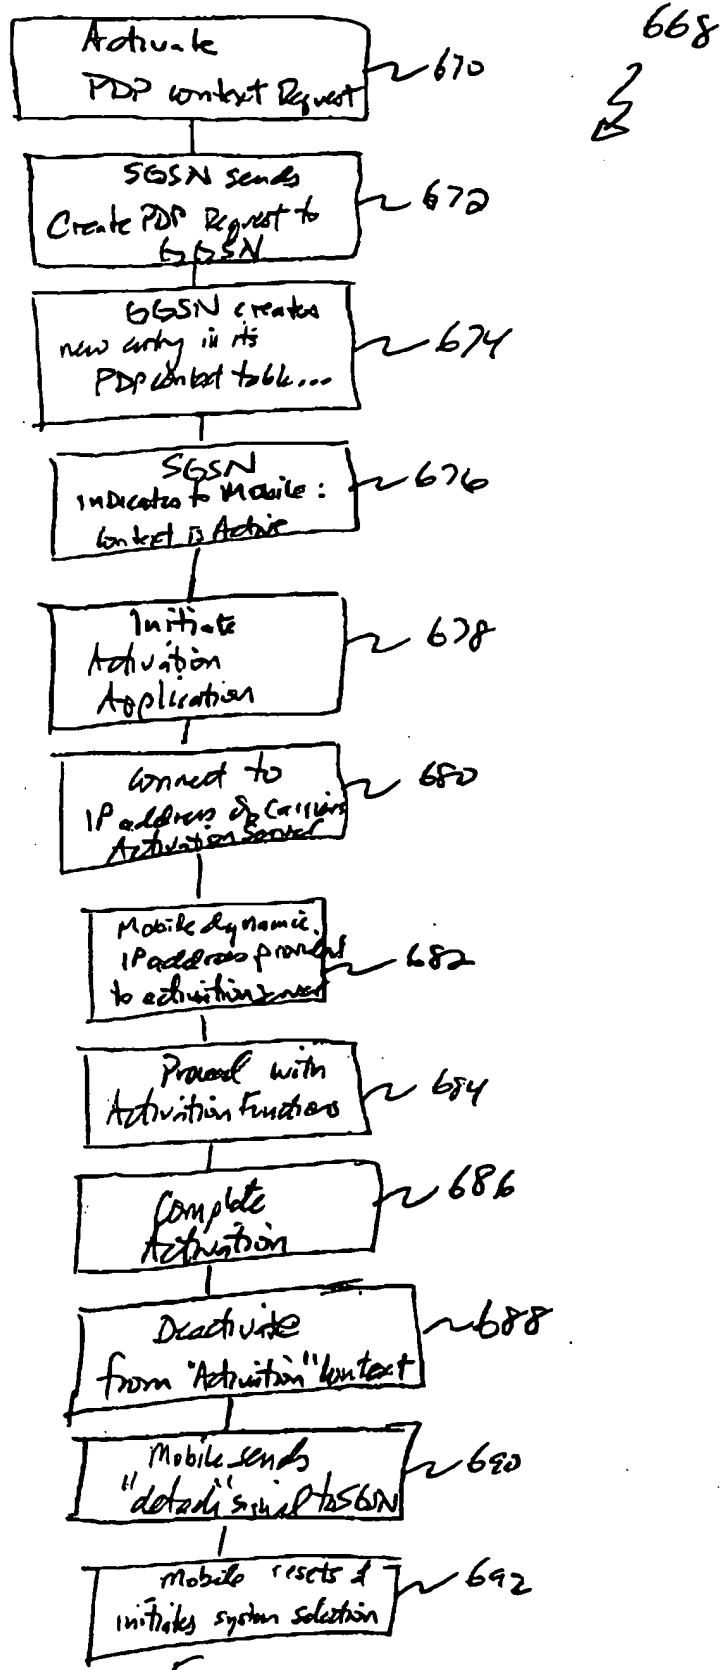 668
Activate
PDP context Request
670
SGSN sends
Create PDP Request to
GGSN
672
GGSN creates
new entry in its
PDP context table...
674
SGSN
indicates to Mobile:
Context is Active
676
Initiate
Activation
Application
678
Connect to
IP address of Carriers
Activation Server
680
Mobile dynamic
IP address provided
to activation server
682
Proceed with
Activation Functions
684
Complete
Activation
686
Deactivate
from "Activation" Context
688
Mobile sends
"detach" signal to SGSN
690
Mobile resets &
initiates system selection
692